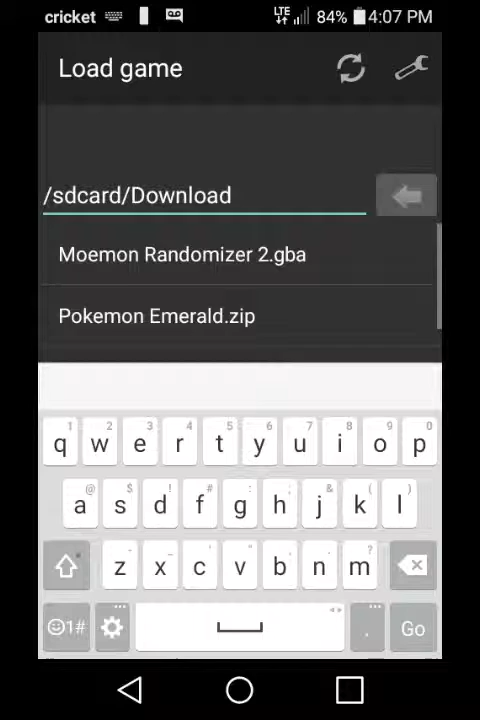 cricket LTE 84% 4:07 PM
Load game
/sdcard/Download
Moemon Randomizer 2.gba
Pokemon Emerald.zip
1 2 3 4 5 6 7 8 9 0
q w e r t y u i o p
@ $ ! # : ; & ( )
a s d f g h j k l
z x c v b n m ?
1# . Go